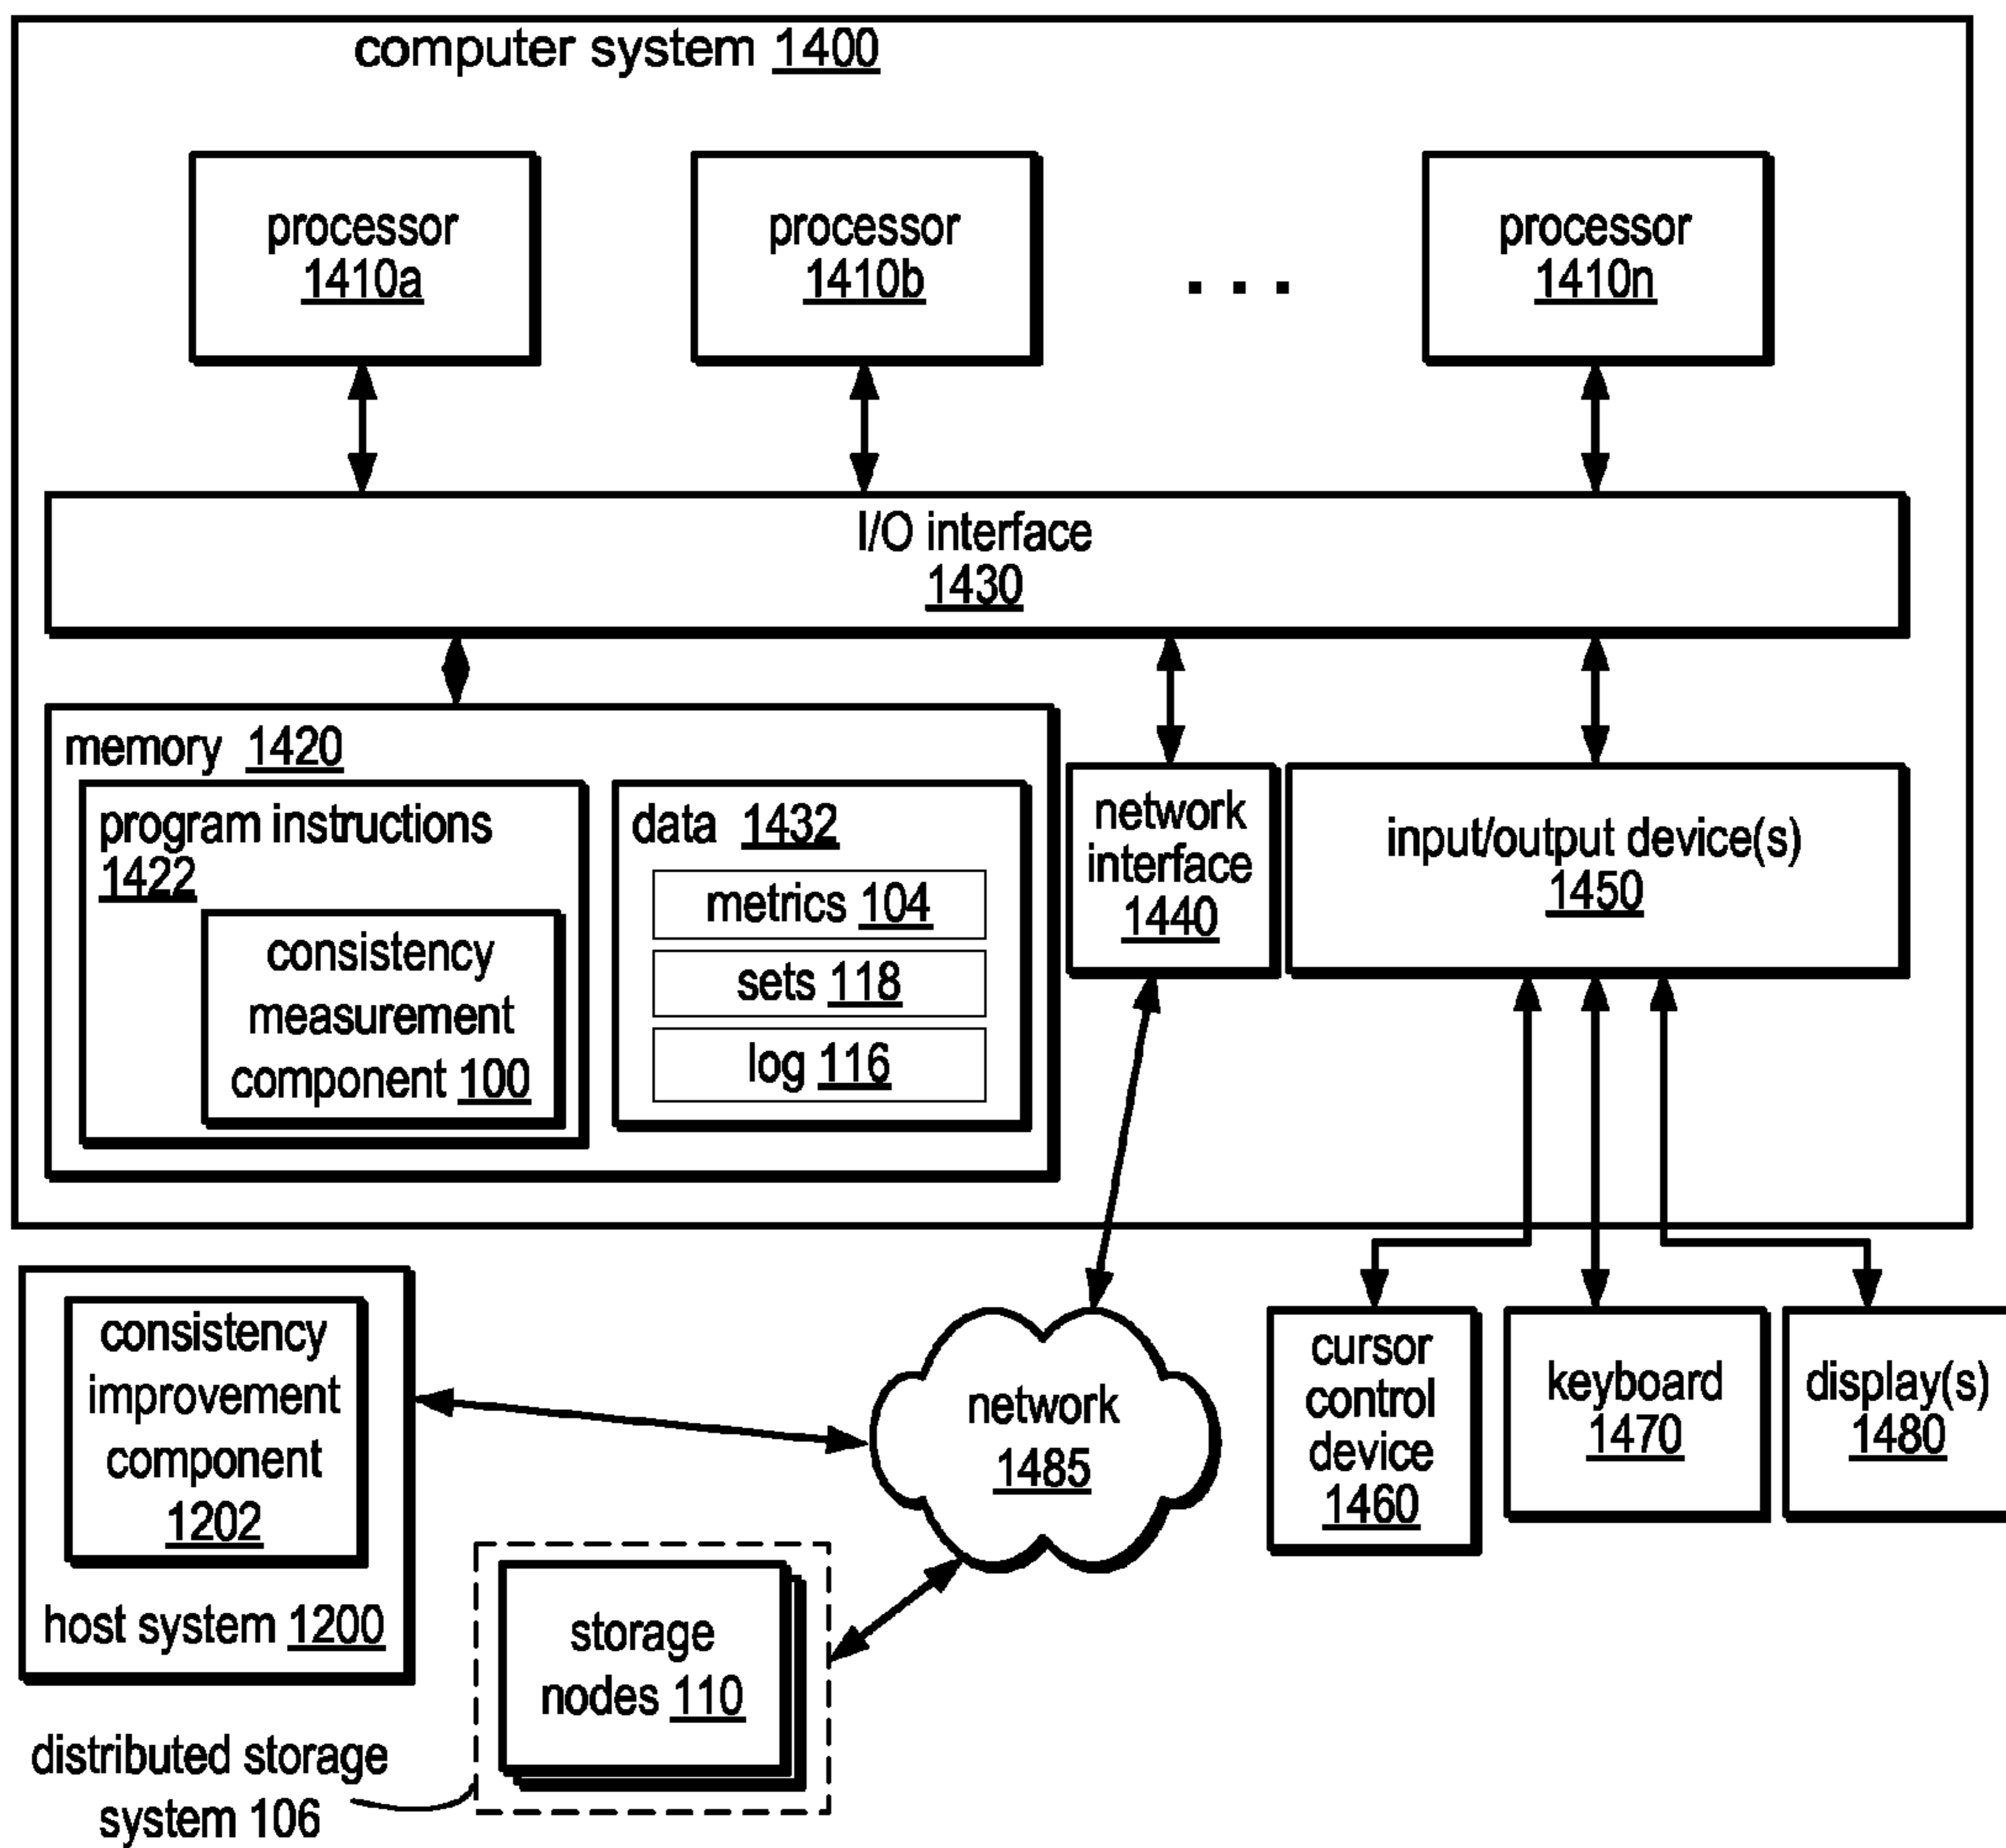 computer system 1400
processor
1410a
processor
1410b
. . .
processor
1410n
I/O interface
1430
memory 1420
program instructions
1422
consistency
measurement
component 100
data 1432
metrics 104
sets 118
log 116
network
interface
1440
input/output device(s)
1450
consistency
improvement
component
1202
host system 1200
network
1485
cursor
control
device
1460
keyboard
1470
display(s)
1480
storage
nodes 110
distributed storage
system 106